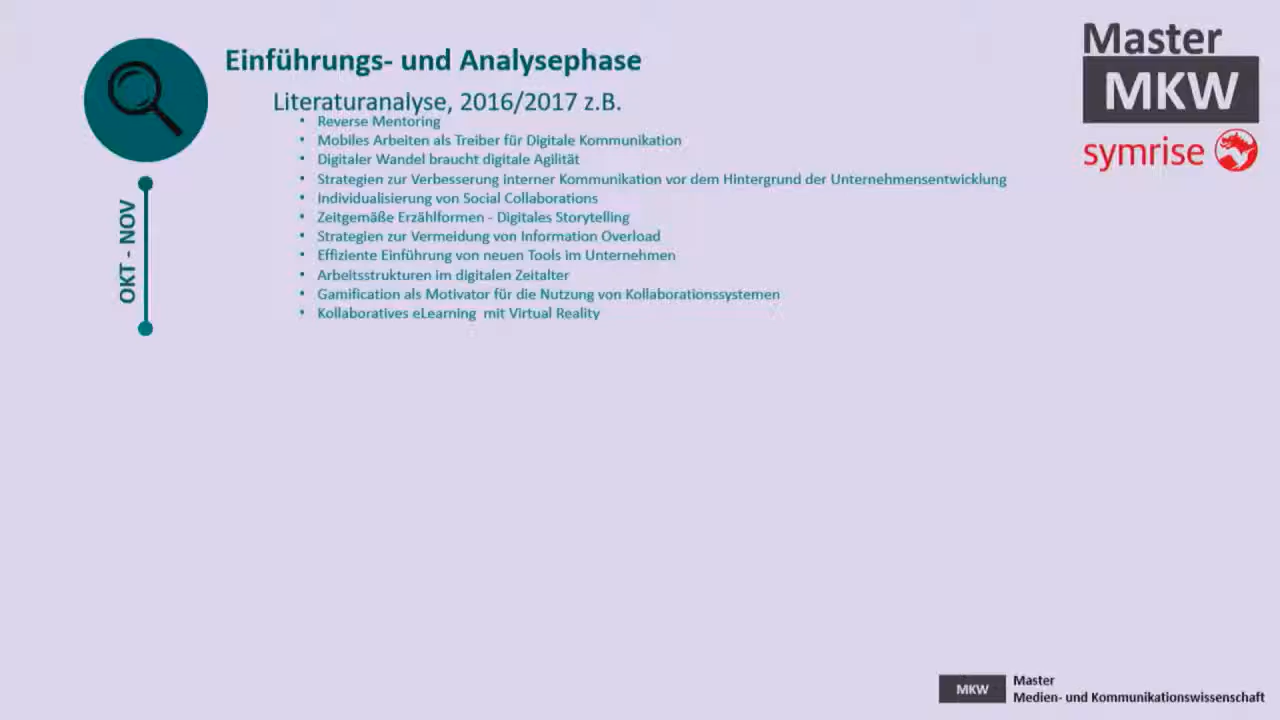 Einführungs- und Analysephase
Literaturanalyse, 2016/2017 z.B.
• Reverse Mentoring
• Mobiles Arbeiten als Treiber für Digitale Kommunikation
• Digitaler Wandel braucht digitale Agilität
• Strategien zur Verbesserung interner Kommunikation vor dem Hintergrund der Unternehmensentwicklung
• Individualisierung von Social Collaborations
• Zeitgemäße Erzählformen - Digitales Storytelling
• Strategien zur Vermeidung von Information Overload
• Effiziente Einführung von neuen Tools im Unternehmen
• Arbeitsstrukturen im digitalen Zeitalter
• Gamification als Motivator für die Nutzung von Kollaborationssystemen
• Kollaboratives eLearning mit Virtual Reality
OKT - NOV
Master
MKW
symrise
MKW
Master
Medien- und Kommunikationswissenschaft